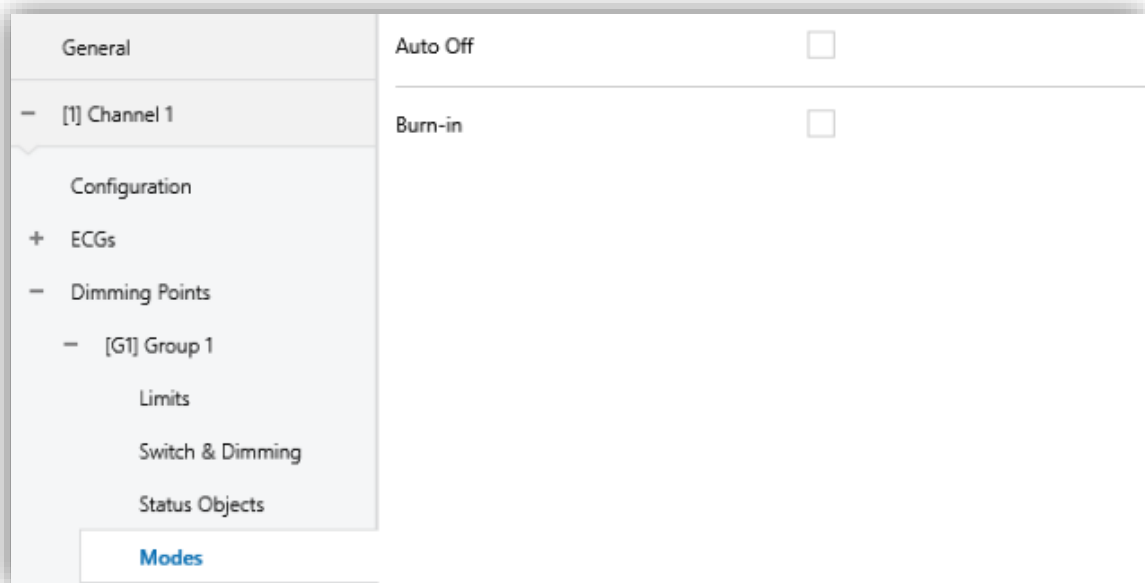 General
[1] Channel 1
Configuration
ECGs
Dimming Points
[G1] Group 1
Limits
Switch & Dimming
Status Objects
Modes
Auto Off
Burn-in